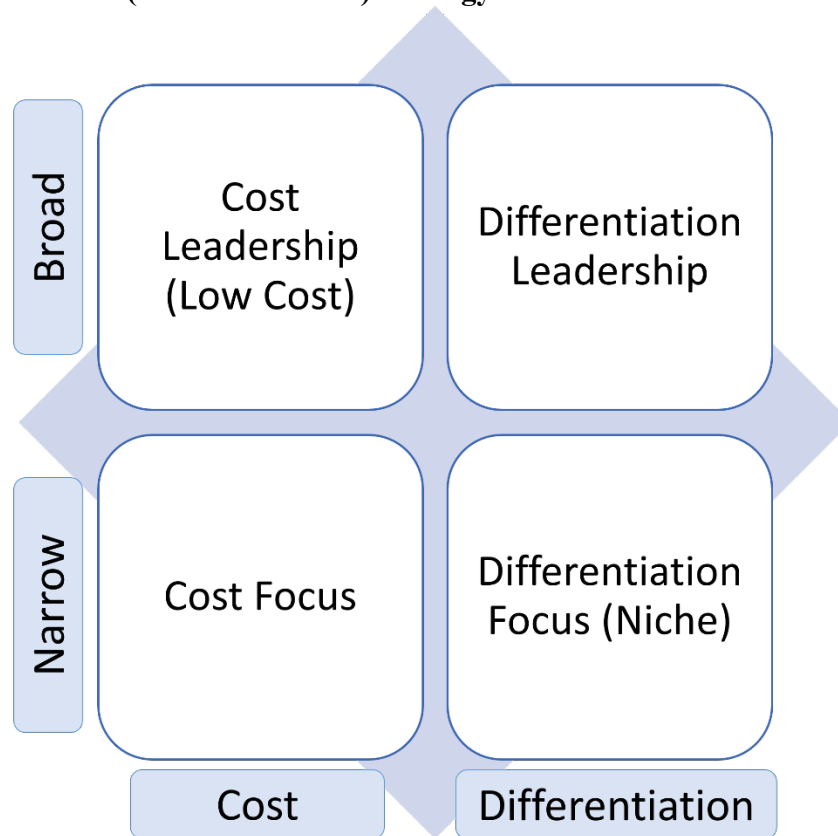 Broad
Cost
Leadership
(Low Cost)
Differentiation
Leadership
Narrow
Cost Focus
Differentiation
Focus (Niche)
Cost
Differentiation